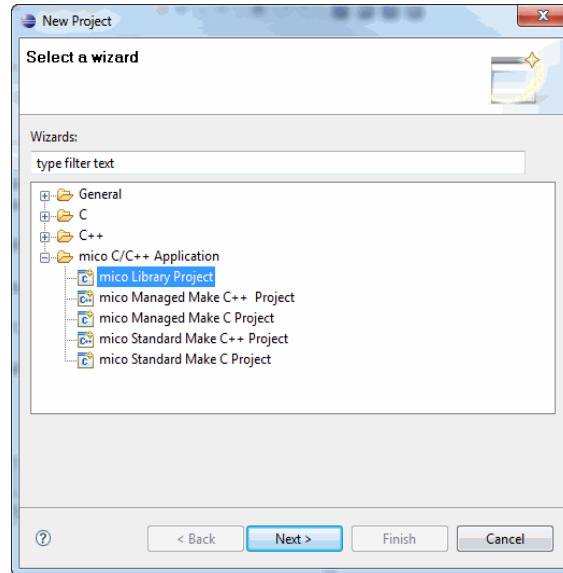 New Project
Select a wizard
Wizards:
type filter text
General
C
C++
mico C/C++ Application
mico Library Project
mico Managed Make C++ Project
mico Managed Make C Project
mico Standard Make C++ Project
mico Standard Make C Project
? < Back Next > Finish Cancel